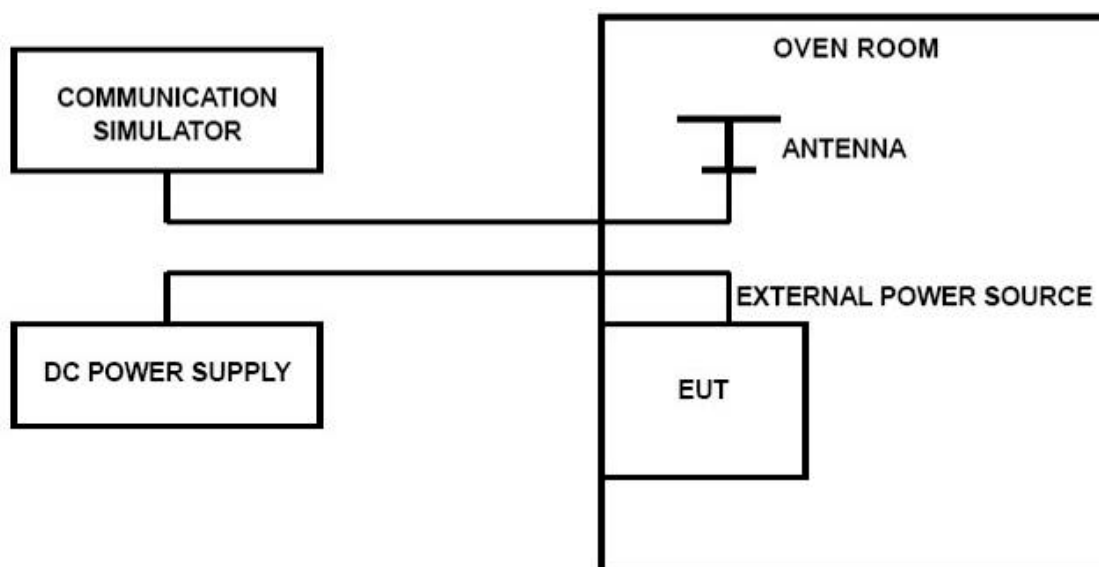 OVEN ROOM
COMMUNICATION
SIMULATOR
ANTENNA
EXTERNAL POWER SOURCE
DC POWER SUPPLY
EUT